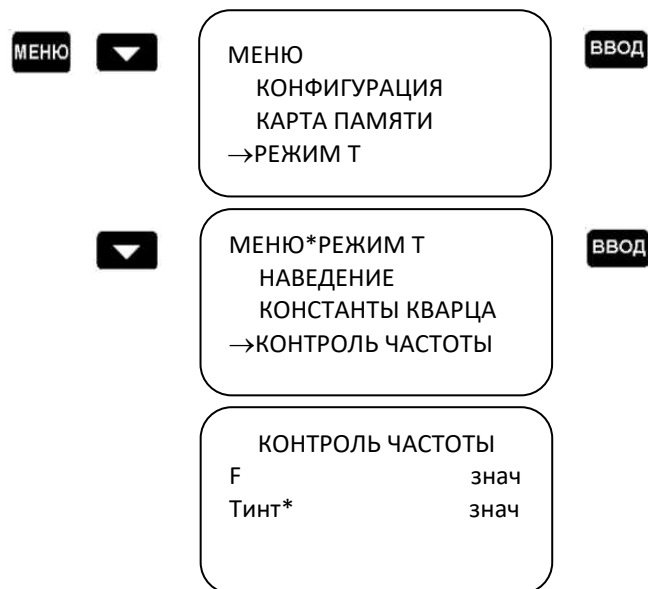 МЕНЮ
МЕНЮ
КОНФИГУРАЦИЯ
КАРТА ПАМЯТИ
→РЕЖИМ Т
ВВОД
МЕНЮ*РЕЖИМ Т
НАВЕДЕНИЕ
КОНСТАНТЫ КВАРЦА
→КОНТРОЛЬ ЧАСТОТЫ
ВВОД
КОНТРОЛЬ ЧАСТОТЫ
F знач
Tинт* знач